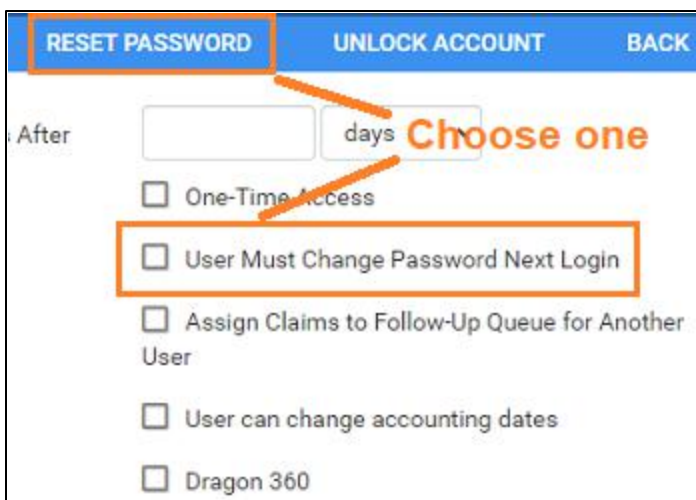 RESET PASSWORD UNLOCK ACCOUNT BACK
After days Choose one
One-Time Access
User Must Change Password Next Login
Assign Claims to Follow-Up Queue for Another
User
User can change accounting dates
Dragon 360